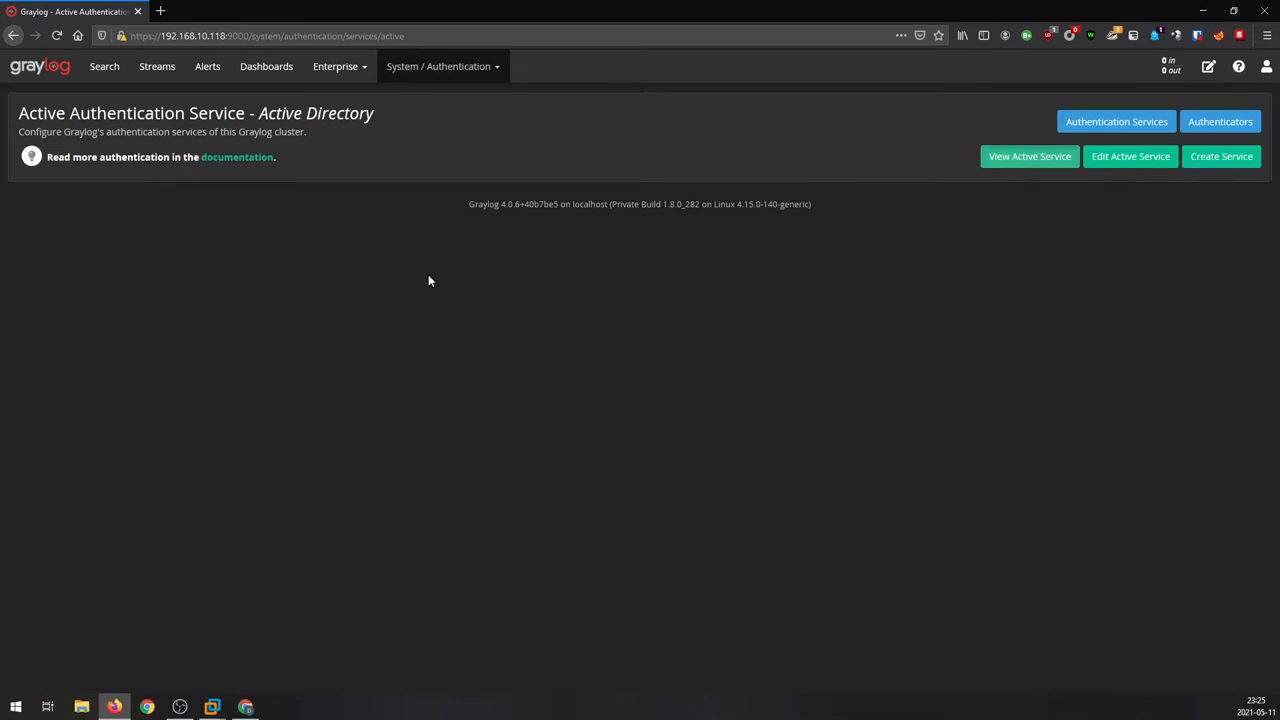 Graylog - Active Authenticatio
https://192.168.10.118:9000/system/authentication/services/active
graylog
Search
Streams
Alerts
Dashboards
Enterprise
System / Authentication
0 in
0 out
Active Authentication Service - Active Directory
Configure Graylog's authentication services of this Graylog cluster.
Authentication Services
Authenticators
Read more authentication in the documentation.
View Active Service
Edit Active Service
Create Service
Graylog 4.0.6+40b7be5 on localhost (Private Build 1.8.0_282 on Linux 4.15.0-140-generic)
23:25
2021-05-11